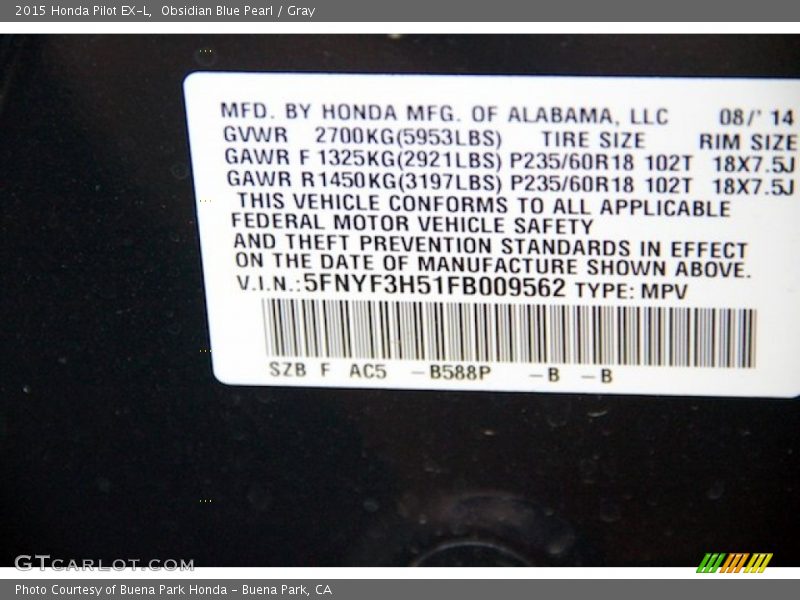 2015 Honda Pilot EX-L, Obsidian Blue Pearl / Gray
MFD. BY HONDA MFG. OF ALABAMA, LLC 08/' 14
GVWR 2700KG(5953LBS) TIRE SIZE RIM SIZE
GAWR F 1325KG(2921LBS) P235/60R18 102T 18X7.5J
GAWR R1450KG(3197LBS) P235/60R18 102T 18X7.5J
THIS VEHICLE CONFORMS TO ALL APPLICABLE
FEDERAL MOTOR VEHICLE SAFETY
AND THEFT PREVENTION STANDARDS IN EFFECT
ON THE DATE OF MANUFACTURE SHOWN ABOVE.
V.I.N.:5FNYF3H51FB009562 TYPE: MPV
SZB F AC5 -B588P -B -B
GTCARLOT.COM
Photo Courtesy of Buena Park Honda - Buena Park, CA